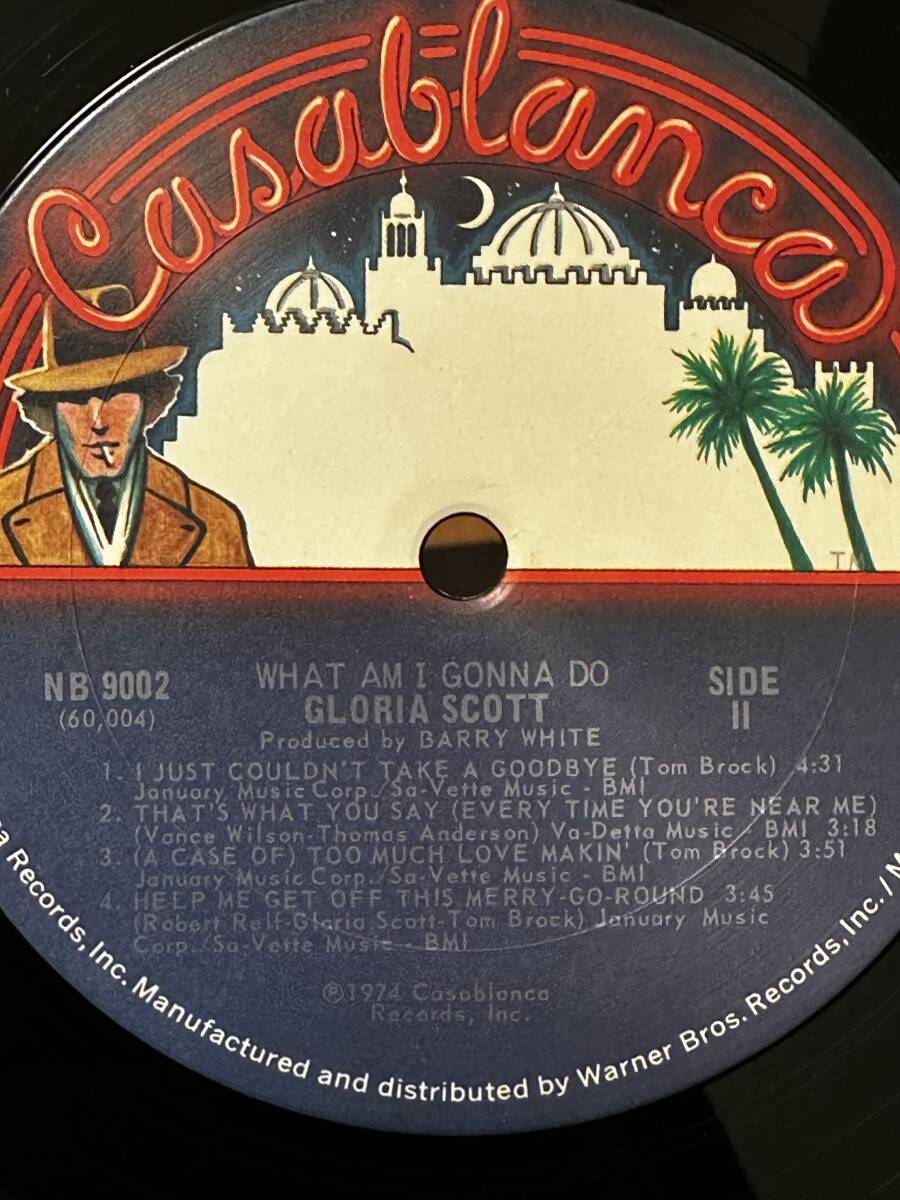 Casablanca
TM
NB 9002
(60,004)
WHAT AM I GONNA DO
GLORIA SCOTT
Produced by BARRY WHITE
SIDE
II
1. I JUST COULDN'T TAKE A GOODBYE (Tom Brock) 4:31
January Music Corp./Sa-Vette Music - BMI
2. THAT'S WHAT YOU SAY (EVERY TIME YOU'RE NEAR ME)
(Vance Wilson-Thomas Anderson) Va-Detta Music - BMI 3:18
3. (A CASE OF) TOO MUCH LOVE MAKIN' (Tom Brock) 3:51
January Music Corp./Sa-Vette Music - BMI
4. HELP ME GET OFF THIS MERRY-GO-ROUND 3:45
(Robert Relf-Gloria Scott-Tom Brock) January Music
Corp./Sa-Vette Music - BMI
℗1974 Casablanca
Records, Inc.
Records, Inc. Manufactured and distributed by Warner Bros. Records, Inc. /